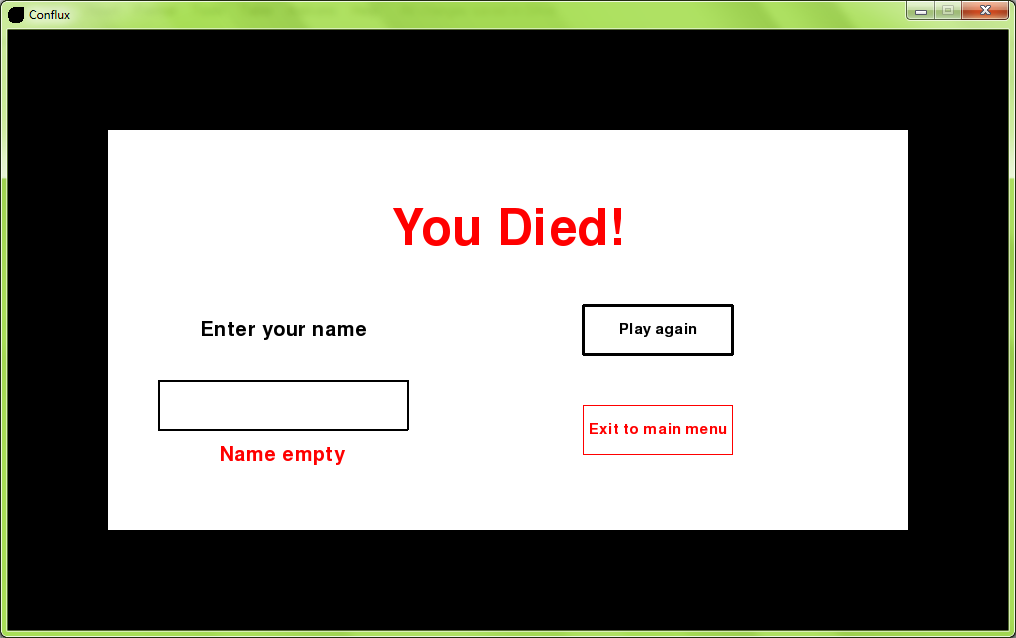 Conflux
You Died!
Enter your name
Play again
Name empty
Exit to main menu